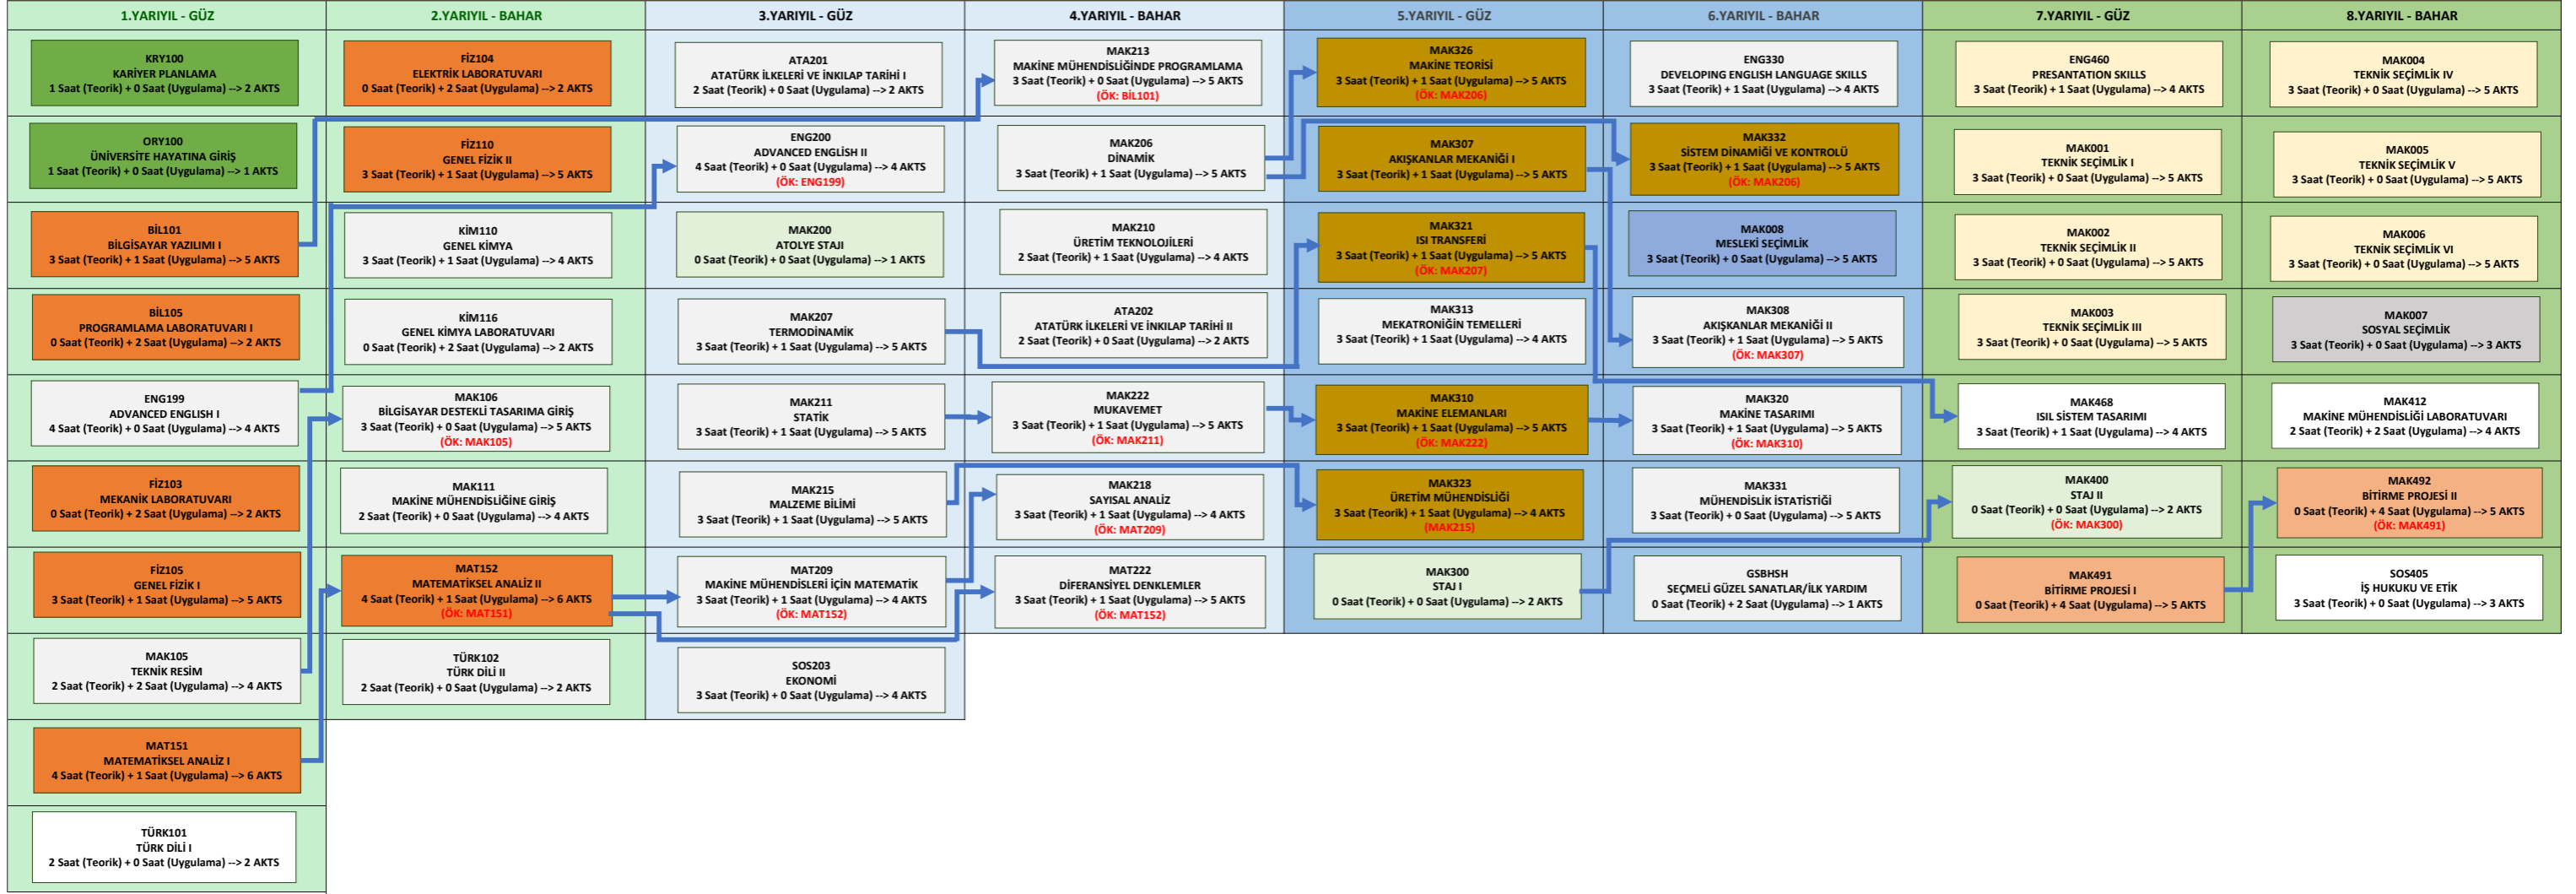 1.YARIYIL - GÜZ
KRY100
KARİYER PLANLAMA
1 Saat (Teorik) + 0 Saat (Uygulama) --> 2 AKTS
ORY100
ÜNİVERSİTE HAYATINA GİRİŞ
1 Saat (Teorik) + 0 Saat (Uygulama) --> 1 AKTS
BİL101
BİLGİSAYAR YAZILIMI I
3 Saat (Teorik) + 1 Saat (Uygulama) --> 5 AKTS
BİL105
PROGRAMLAMA LABORATUVARI I
0 Saat (Teorik) + 2 Saat (Uygulama) --> 2 AKTS
ENG199
ADVANCED ENGLISH I
4 Saat (Teorik) + 0 Saat (Uygulama) --> 4 AKTS
FİZ103
MEKANİK LABORATUVARI
0 Saat (Teorik) + 2 Saat (Uygulama) --> 2 AKTS
FİZ105
GENEL FİZİK I
3 Saat (Teorik) + 1 Saat (Uygulama) --> 5 AKTS
MAK105
TEKNİK RESİM
2 Saat (Teorik) + 2 Saat (Uygulama) --> 4 AKTS
MAT151
MATEMATİKSEL ANALİZ I
4 Saat (Teorik) + 1 Saat (Uygulama) --> 6 AKTS
TÜRK101
TÜRK DİLİ I
2 Saat (Teorik) + 0 Saat (Uygulama) --> 2 AKTS
2.YARIYIL - BAHAR
FİZ104
ELEKTRİK LABORATUVARI
0 Saat (Teorik) + 2 Saat (Uygulama) --> 2 AKTS
FİZ110
GENEL FİZİK II
3 Saat (Teorik) + 1 Saat (Uygulama) --> 5 AKTS
KİM110
GENEL KİMYA
3 Saat (Teorik) + 1 Saat (Uygulama) --> 4 AKTS
KİM116
GENEL KİMYA LABORATUVARI
0 Saat (Teorik) + 2 Saat (Uygulama) --> 2 AKTS
MAK106
BİLGİSAYAR DESTEKLİ TASARIMA GİRİŞ
3 Saat (Teorik) + 0 Saat (Uygulama) --> 5 AKTS
(ÖK: MAK105)
MAK111
MAKİNE MÜHENDİSLİĞİNE GİRİŞ
2 Saat (Teorik) + 0 Saat (Uygulama) --> 4 AKTS
MAT152
MATEMATİKSEL ANALİZ II
4 Saat (Teorik) + 1 Saat (Uygulama) --> 6 AKTS
(ÖK: MAT151)
TÜRK102
TÜRK DİLİ II
2 Saat (Teorik) + 0 Saat (Uygulama) --> 2 AKTS
3.YARIYIL - GÜZ
ATA201
ATATÜRK İLKELERİ VE İNKILAP TARİHİ I
2 Saat (Teorik) + 0 Saat (Uygulama) --> 2 AKTS
ENG200
ADVANCED ENGLİSH II
4 Saat (Teorik) + 0 Saat (Uygulama) --> 4 AKTS
(ÖK: ENG199)
MAK200
ATOLYE STAJI
0 Saat (Teorik) + 0 Saat (Uygulama) --> 1 AKTS
MAK207
TERMODİNAMİK
3 Saat (Teorik) + 1 Saat (Uygulama) --> 5 AKTS
MAK211
STATİK
3 Saat (Teorik) + 1 Saat (Uygulama) --> 5 AKTS
MAK215
MALZEME BİLİMİ
3 Saat (Teorik) + 1 Saat (Uygulama) --> 5 AKTS
MAT209
MAKİNE MÜHENDİSLERİ İÇİN MATEMATİK
3 Saat (Teorik) + 1 Saat (Uygulama) --> 4 AKTS
(ÖK: MAT152)
SOS203
EKONOMİ
3 Saat (Teorik) + 0 Saat (Uygulama) --> 4 AKTS
4.YARIYIL - BAHAR
MAK213
MAKİNE MÜHENDİSLİĞİNDE PROGRAMLAMA
3 Saat (Teorik) + 0 Saat (Uygulama) --> 5 AKTS
(ÖK: BİL101)
MAK206
DİNAMİK
3 Saat (Teorik) + 1 Saat (Uygulama) --> 5 AKTS
MAK210
ÜRETİM TEKNOLOJİLERİ
2 Saat (Teorik) + 1 Saat (Uygulama) --> 4 AKTS
ATA202
ATATÜRK İLKELERİ VE İNKILAP TARİHİ II
2 Saat (Teorik) + 0 Saat (Uygulama) --> 2 AKTS
MAK222
MUKAVEMET
3 Saat (Teorik) + 1 Saat (Uygulama) --> 5 AKTS
(ÖK: MAK211)
MAK218
SAYISAL ANALİZ
3 Saat (Teorik) + 1 Saat (Uygulama) --> 4 AKTS
(ÖK: MAT209)
MAT222
DİFERANSİYEL DENKLEMLER
3 Saat (Teorik) + 1 Saat (Uygulama) --> 5 AKTS
(ÖK: MAT152)
5.YARIYIL - GÜZ
MAK326
MAKİNE TEORİSİ
3 Saat (Teorik) + 1 Saat (Uygulama) --> 5 AKTS
(ÖK: MAK206)
MAK307
AKIŞKANLAR MEKANİĞİ I
3 Saat (Teorik) + 1 Saat (Uygulama) --> 5 AKTS
MAK321
ISI TRANSFERİ
3 Saat (Teorik) + 1 Saat (Uygulama) --> 5 AKTS
(ÖK: MAK207)
MAK313
MEKATRONİĞİN TEMELLERİ
3 Saat (Teorik) + 1 Saat (Uygulama) --> 4 AKTS
MAK310
MAKİNE ELEMANLARI
3 Saat (Teorik) + 1 Saat (Uygulama) --> 5 AKTS
(ÖK: MAK222)
MAK323
ÜRETİM MÜHENDİSLİĞİ
3 Saat (Teorik) + 1 Saat (Uygulama) --> 4 AKTS
(MAK215)
MAK300
STAJ I
0 Saat (Teorik) + 0 Saat (Uygulama) --> 2 AKTS
6.YARIYIL - BAHAR
ENG330
DEVELOPING ENGLISH LANGUAGE SKILLS
3 Saat (Teorik) + 1 Saat (Uygulama) --> 4 AKTS
MAK332
SİSTEM DİNAMİĞİ VE KONTROLÜ
3 Saat (Teorik) + 1 Saat (Uygulama) --> 5 AKTS
(ÖK: MAK206)
MAK008
MESLEKİ SEÇİMLİK
3 Saat (Teorik) + 0 Saat (Uygulama) --> 5 AKTS
MAK308
AKIŞKANLAR MEKANİĞİ II
3 Saat (Teorik) + 1 Saat (Uygulama) --> 5 AKTS
(ÖK: MAK307)
MAK320
MAKİNE TASARIMI
3 Saat (Teorik) + 1 Saat (Uygulama) --> 5 AKTS
(ÖK: MAK310)
MAK331
MÜHENDİSLİK İSTATİSTİĞİ
3 Saat (Teorik) + 0 Saat (Uygulama) --> 5 AKTS
GSBHSH
SEÇMELİ GÜZEL SANATLAR/İLK YARDIM
0 Saat (Teorik) + 2 Saat (Uygulama) --> 1 AKTS
7.YARIYIL - GÜZ
ENG460
PRESANTATION SKILLS
3 Saat (Teorik) + 1 Saat (Uygulama) --> 4 AKTS
MAK001
TEKNİK SEÇİMLİK I
3 Saat (Teorik) + 0 Saat (Uygulama) --> 5 AKTS
MAK002
TEKNİK SEÇİMLİK II
3 Saat (Teorik) + 0 Saat (Uygulama) --> 5 AKTS
MAK003
TEKNİK SEÇİMLİK III
3 Saat (Teorik) + 0 Saat (Uygulama) --> 5 AKTS
MAK468
ISIL SİSTEM TASARIMI
3 Saat (Teorik) + 1 Saat (Uygulama) --> 4 AKTS
MAK400
STAJ II
0 Saat (Teorik) + 0 Saat (Uygulama) --> 2 AKTS
(ÖK: MAK300)
MAK491
BİTİRME PROJESİ I
0 Saat (Teorik) + 4 Saat (Uygulama) --> 5 AKTS
8.YARIYIL - BAHAR
MAK004
TEKNİK SEÇİMLİK IV
3 Saat (Teorik) + 0 Saat (Uygulama) --> 5 AKTS
MAK005
TEKNİK SEÇİMLİK V
3 Saat (Teorik) + 0 Saat (Uygulama) --> 5 AKTS
MAK006
TEKNİK SEÇİMLİK VI
3 Saat (Teorik) + 0 Saat (Uygulama) --> 5 AKTS
MAK007
SOSYAL SEÇİMLİK
3 Saat (Teorik) + 0 Saat (Uygulama) --> 3 AKTS
MAK412
MAKİNE MÜHENDİSLİĞİ LABORATUVARI
2 Saat (Teorik) + 2 Saat (Uygulama) --> 4 AKTS
MAK492
BİTİRME PROJESİ II
0 Saat (Teorik) + 4 Saat (Uygulama) --> 5 AKTS
(ÖK: MAK491)
SOS405
İŞ HUKUKU VE ETİK
3 Saat (Teorik) + 0 Saat (Uygulama) --> 3 AKTS